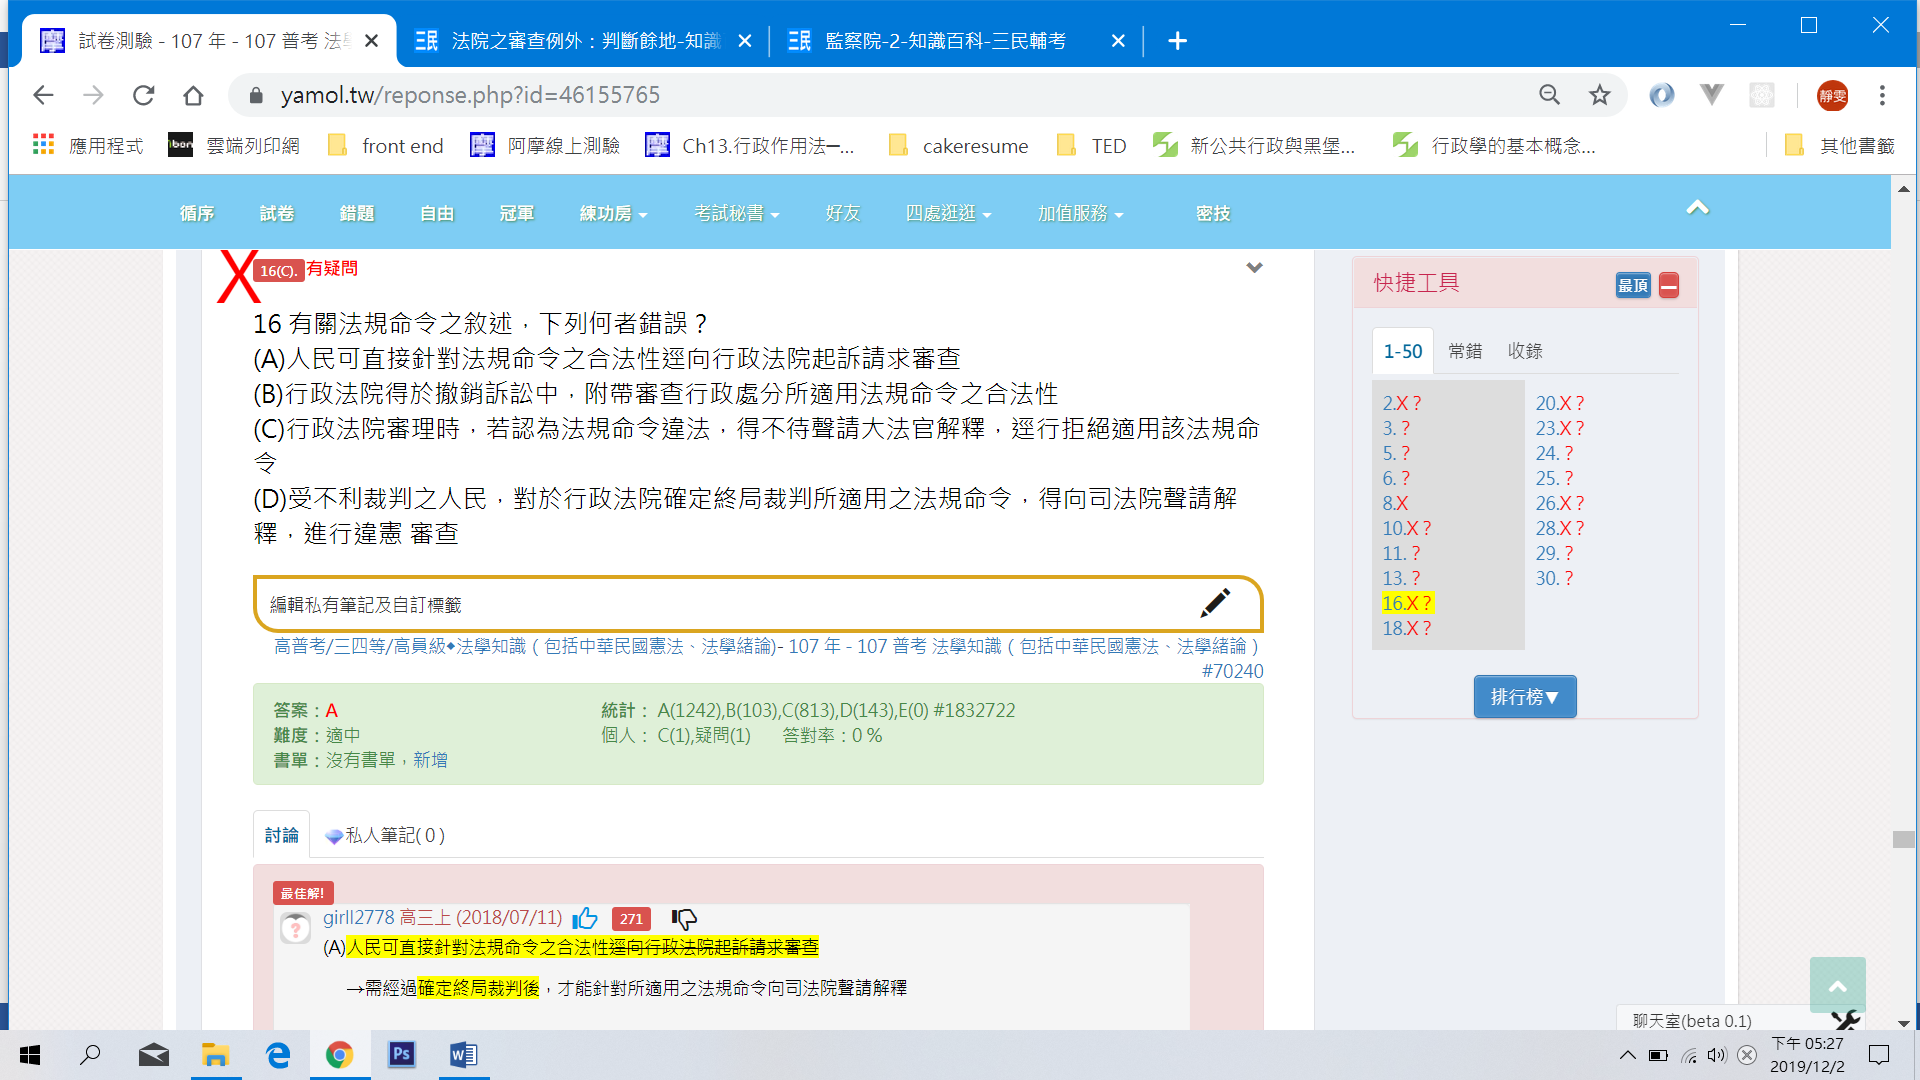 試卷測驗 - 107 年 - 107 普考 法
法院之審查例外：判斷餘地-知識
監察院-2-知識百科-三民輔考
yamol.tw/reponse.php?id=46155765
靜雯
應用程式
ibon
雲端列印網
front end
阿摩線上測驗
Ch13.行政作用法─...
cakeresume
TED
新公共行政與黑堡...
行政學的基本概念...
其他書籤
循序 試卷 錯題 自由 冠軍 練功房 考試秘書 好友 四處逛逛 加值服務 密技
X 16(C). 有疑問
16 有關法規命令之敘述，下列何者錯誤？
(A)人民可直接針對法規命令之合法性逕向行政法院起訴請求審查
(B)行政法院得於撤銷訴訟中，附帶審查行政處分所適用法規命令之合法性
(C)行政法院審理時，若認為法規命令違法，得不待聲請大法官解釋，逕行拒絕適用該法規命
令
(D)受不利裁判之人民，對於行政法院確定終局裁判所適用之法規命令，得向司法院聲請解
釋，進行違憲 審查
編輯私有筆記及自訂標籤
高普考/三四等/高員級◆法學知識（包括中華民國憲法、法學緒論)- 107 年 - 107 普考 法學知識（包括中華民國憲法、法學緒論）
#70240
答案：A
難度：適中
書單：沒有書單，新增
統計： A(1242),B(103),C(813),D(143),E(0) #1832722
個人： C(1),疑問(1) 答對率：0 %
討論
私人筆記( 0 )
最佳解!
girll2778 高三上 (2018/07/11) 271
(A)人民可直接針對法規命令之合法性逕向行政法院起訴請求審查
→需經過確定終局裁判後，才能針對所適用之法規命令向司法院聲請解釋
快捷工具
最頂
1-50 常錯 收錄
2.X ?
3. ?
5. ?
6. ?
8.X
10.X ?
11. ?
13. ?
16.X ?
18.X ?
20.X ?
23.X ?
24. ?
25. ?
26.X ?
28.X ?
29. ?
30. ?
排行榜▼
聊天室(beta 0.1)
下午 05:27
2019/12/2